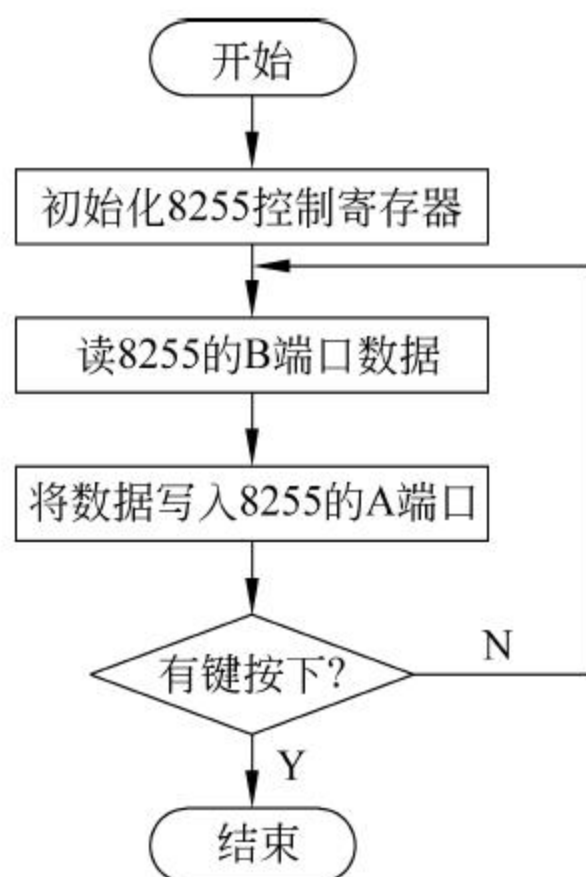 开始
初始化8255控制寄存器
读8255的B端口数据
将数据写入8255的A端口
有键按下?
N
Y
结束